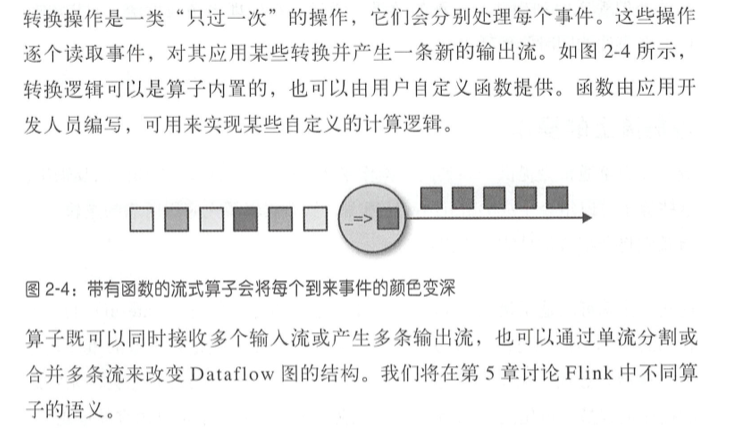 转换操作是一类“只过一次”的操作，它们会分别处理每个事件。这些操作
逐个读取事件，对其应用某些转换并产生一条新的输出流。如图 2-4 所示，
转换逻辑可以是算子内置的，也可以由用户自定义函数提供。函数由应用开
发人员编写，可用来实现某些自定义的计算逻辑。
_=>
图 2-4：带有函数的流式算子会将每个到来事件的颜色变深
算子既可以同时接收多个输入流或产生多条输出流，也可以通过单流分割或
合并多条流来改变 Dataflow 图的结构。我们将在第 5 章讨论 Flink 中不同算
子的语义。